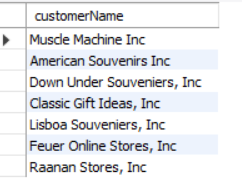 customerName
Muscle Machine Inc
American Souvenirs Inc
Down Under Souveniers, Inc
Classic Gift Ideas, Inc
Lisboa Souveniers, Inc
Feuer Online Stores, Inc
Raanan Stores, Inc